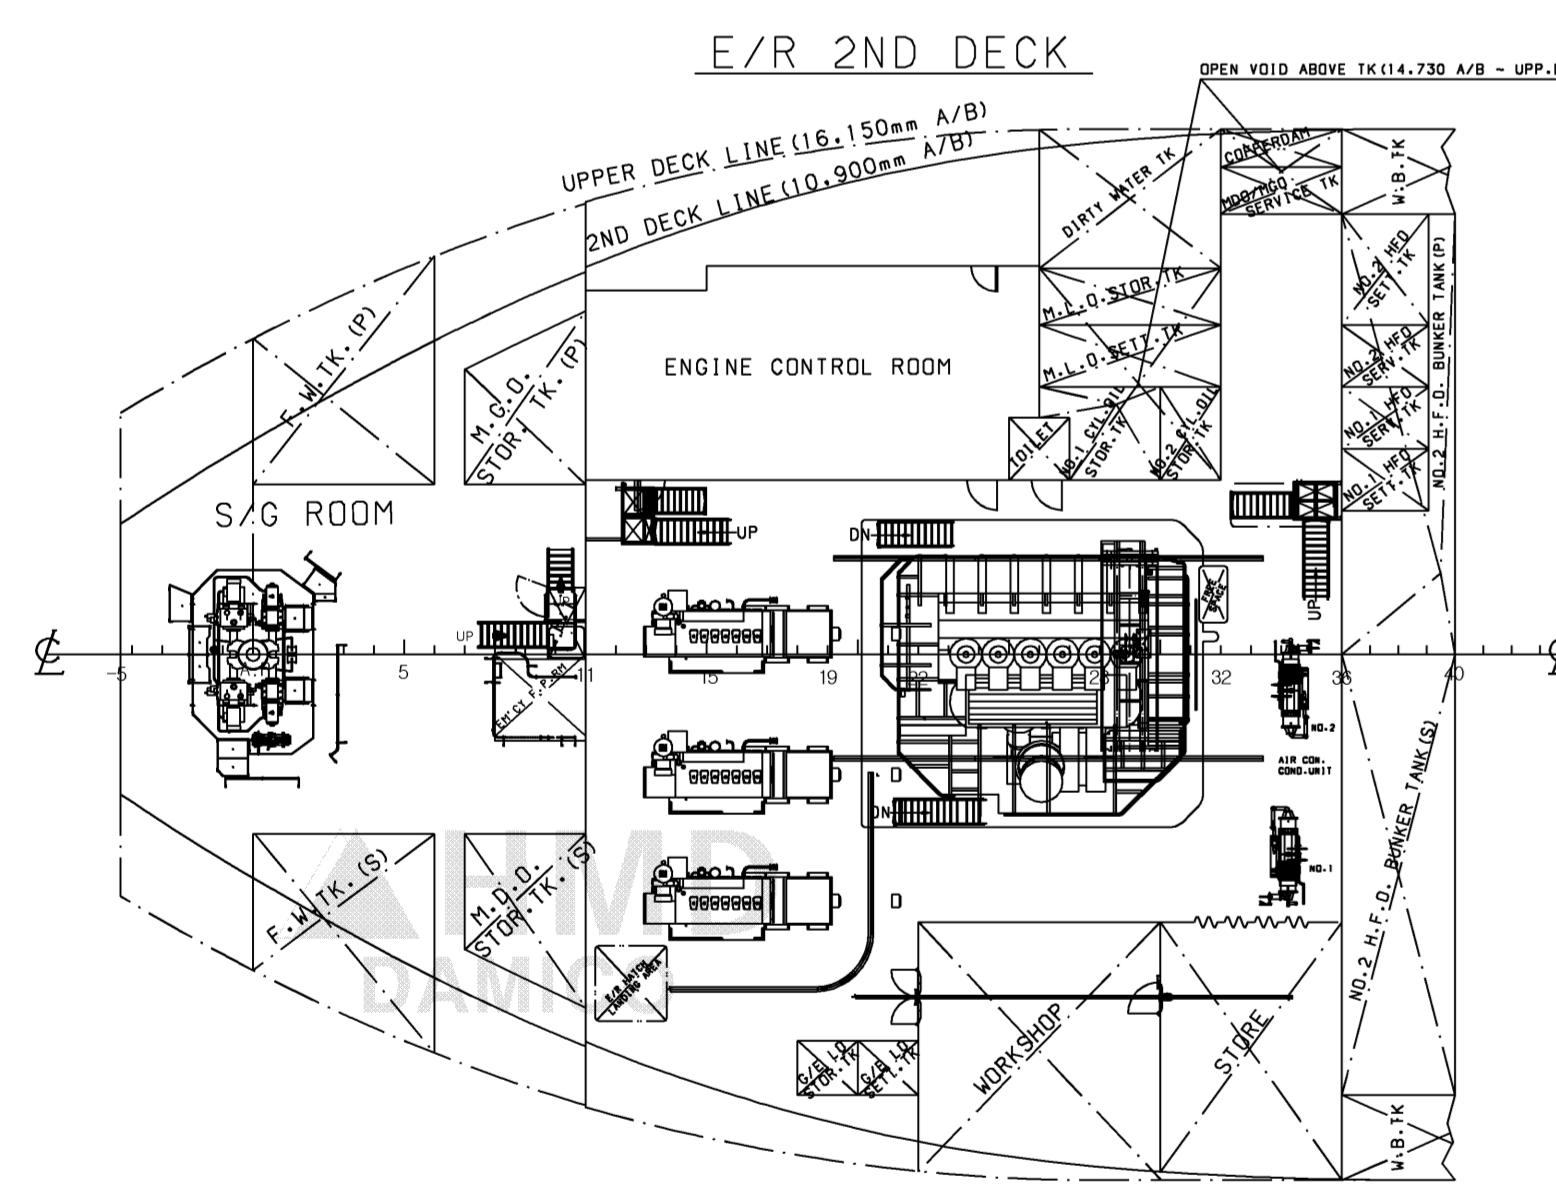 E/R 2ND DECK
OPEN VOID ABOVE TK(14.730 A/B ~ UPP.
UPPER DECK LINE(16.150mm A/B)
2ND DECK LINE(10.900mm A/B)
DIRTY WATER TK
COFFERDAM
MDO/MGO
SERVICE TK
W.B.TK
F.W.TK.(P)
M.G.O.
STOR. TK.(P)
ENGINE CONTROL ROOM
M.L.O.STOR.TK
M.L.O.SETT.TK
TOILET
NO.1 CYL.OIL
STOR.TK
NO.2 CYL.OIL
STOR.TK
NO.2 HFO
SETT.TK
NO.2 HFO
SERV.TK
NO.1 HFO
SERV.TK
NO.1 HFO
SETT.TK
NO.2 H.F.O. BUNKER TANK(P)
S/G ROOM
UP
DN
UP
UP
-5
5
11
15
19
22
32
36
40
EM'CY F.P.RM
NO.2
AIR CON.
COND.UNIT
NO.1
DN
NO.2 H.F.O. BUNKER TANK(S)
F.W.TK.(S)
M.D.O.
STOR.TK.(S)
HMD
DAMICO
E/R HATCH
LANDING AREA
G/E LO
STOR.TK
G/E LO
SETT.TK
WORKSHOP
STORE
W.B.TK